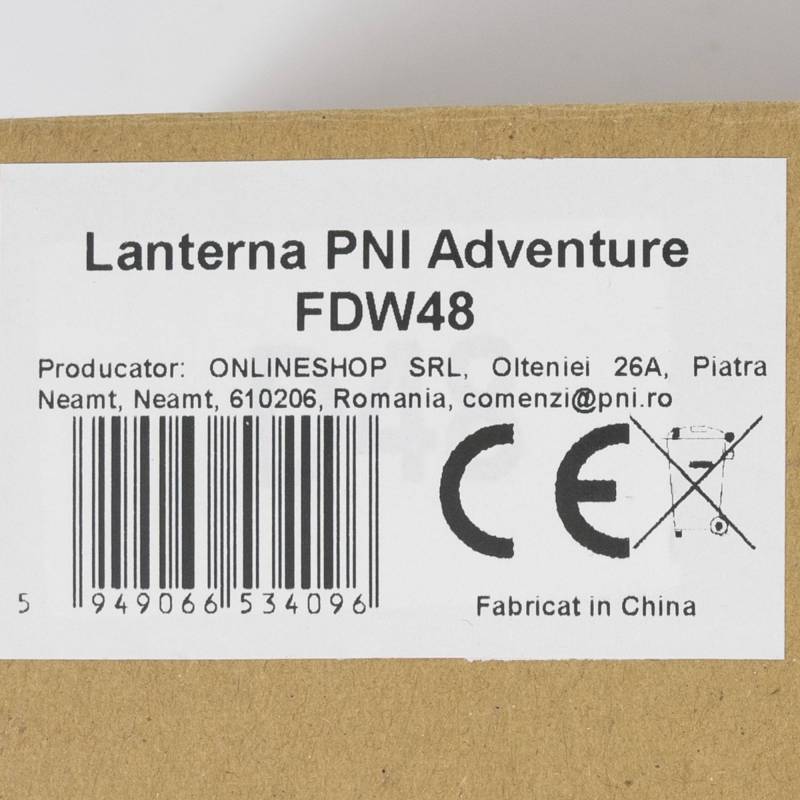 Lanterna PNI Adventure
FDW48
Producator: ONLINESHOP SRL, Olteniei 26A, Piatra
Neamt, Neamt, 610206, Romania, comenzi@pni.ro
CE
5 949066 534096
Fabricat in China